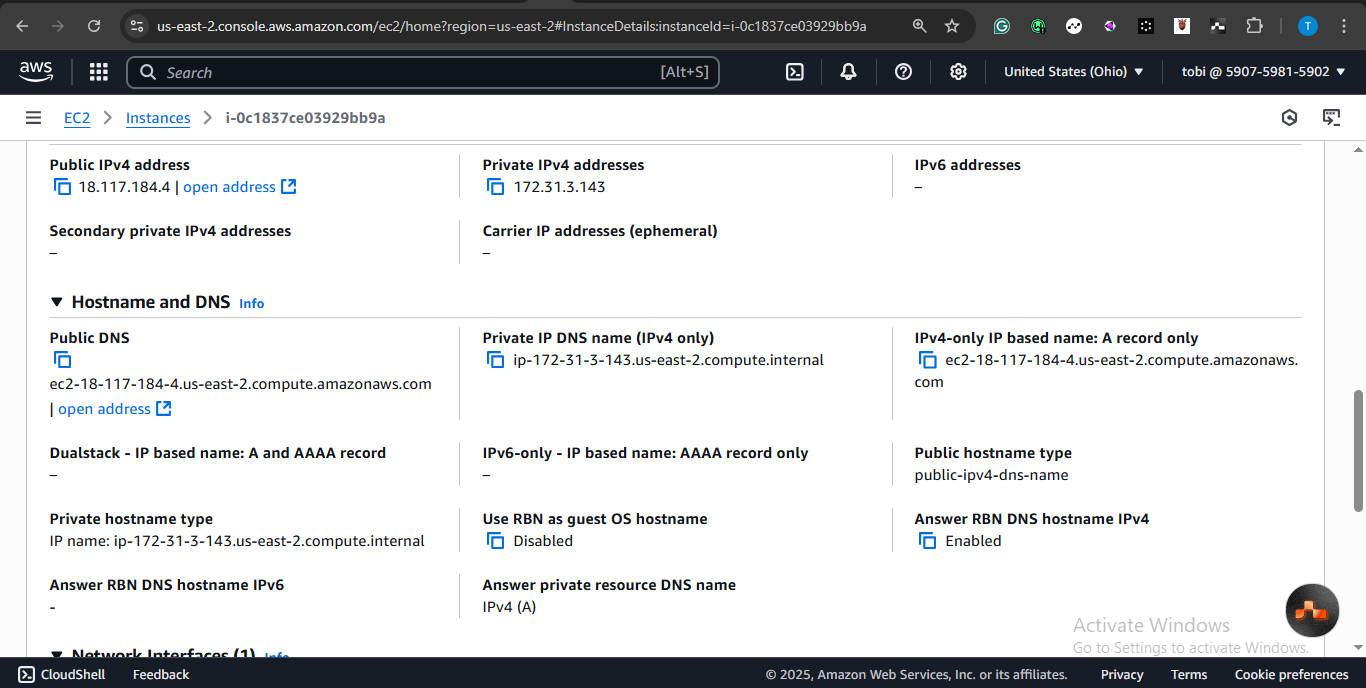 us-east-2.console.aws.amazon.com/ec2/home?region=us-east-2#InstanceDetails:instanceId=i-0c1837ce03929bb9a
T
aws
Search [Alt+S]
United States (Ohio)
tobi @ 5907-5981-5902
EC2 Instances i-0c1837ce03929bb9a
Public IPv4 address
18.117.184.4 | open address
Private IPv4 addresses
172.31.3.143
IPv6 addresses
–
Secondary private IPv4 addresses
–
Carrier IP addresses (ephemeral)
–
Hostname and DNS Info
Public DNS
ec2-18-117-184-4.us-east-2.compute.amazonaws.com
| open address
Private IP DNS name (IPv4 only)
ip-172-31-3-143.us-east-2.compute.internal
IPv4-only IP based name: A record only
ec2-18-117-184-4.us-east-2.compute.amazonaws.
com
Dualstack - IP based name: A and AAAA record
–
IPv6-only - IP based name: AAAA record only
–
Public hostname type
public-ipv4-dns-name
Private hostname type
IP name: ip-172-31-3-143.us-east-2.compute.internal
Use RBN as guest OS hostname
Disabled
Answer RBN DNS hostname IPv4
Enabled
Answer RBN DNS hostname IPv6
-
Answer private resource DNS name
IPv4 (A)
Network Interfaces (1) Info
Activate Windows
Go to Settings to activate Windows.
CloudShell
Feedback
© 2025, Amazon Web Services, Inc. or its affiliates.
Privacy
Terms
Cookie preferences